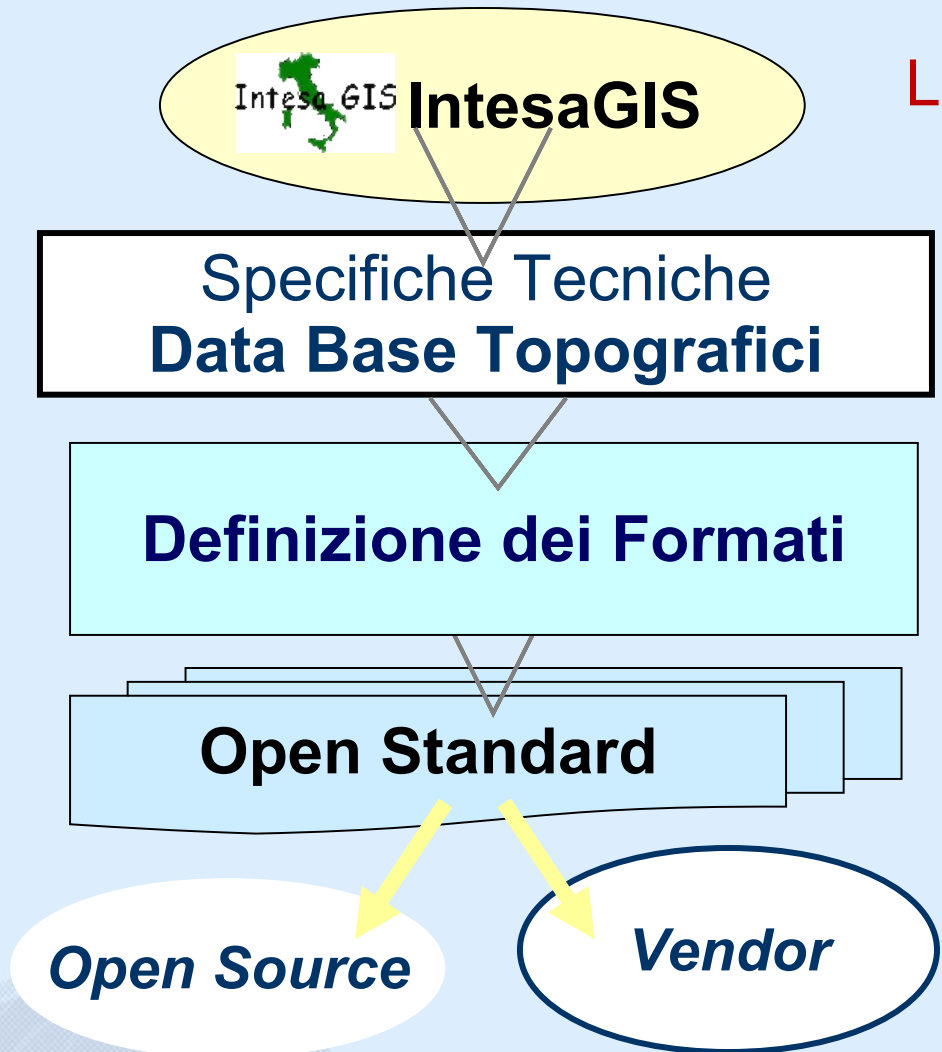 Intesa GIS
IntesaGIS
L
Specifiche Tecniche
Data Base Topografici
Definizione dei Formati
Open Standard
Open Source
Vendor